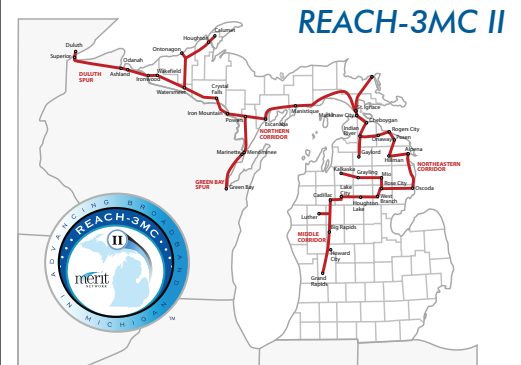 REACH-3MC II
Calumet
Houghton
Duluth
Ontonagon
Superior
Odanah
Wakefield
Ashland
Ironwood
DULUTH
SPUR
Watersmeet
Crystal
Falls
Iron Mountain
Powers
Escanaba
Manistique
St. Ignace
Mackinaw City
Cheboygan
NORTHERN
CORRIDOR
Indian
River
Rogers City
Onaway
Posen
Marinette
Menominee
Gaylord
Alpena
Hillman
NORTHEASTERN
CORRIDOR
Kalkaska
Grayling
Mio
GREEN BAY
SPUR
Green Bay
Cadillac
Lake
City
Rose City
Oscoda
Houghton
Lake
West
Branch
Luther
MIDDLE
CORRIDOR
Big Rapids
Howard
City
Grand
Rapids
ADVANCING BROADBAND
REACH-3MC
II
merit
NETWORK
IN MICHIGAN
TM